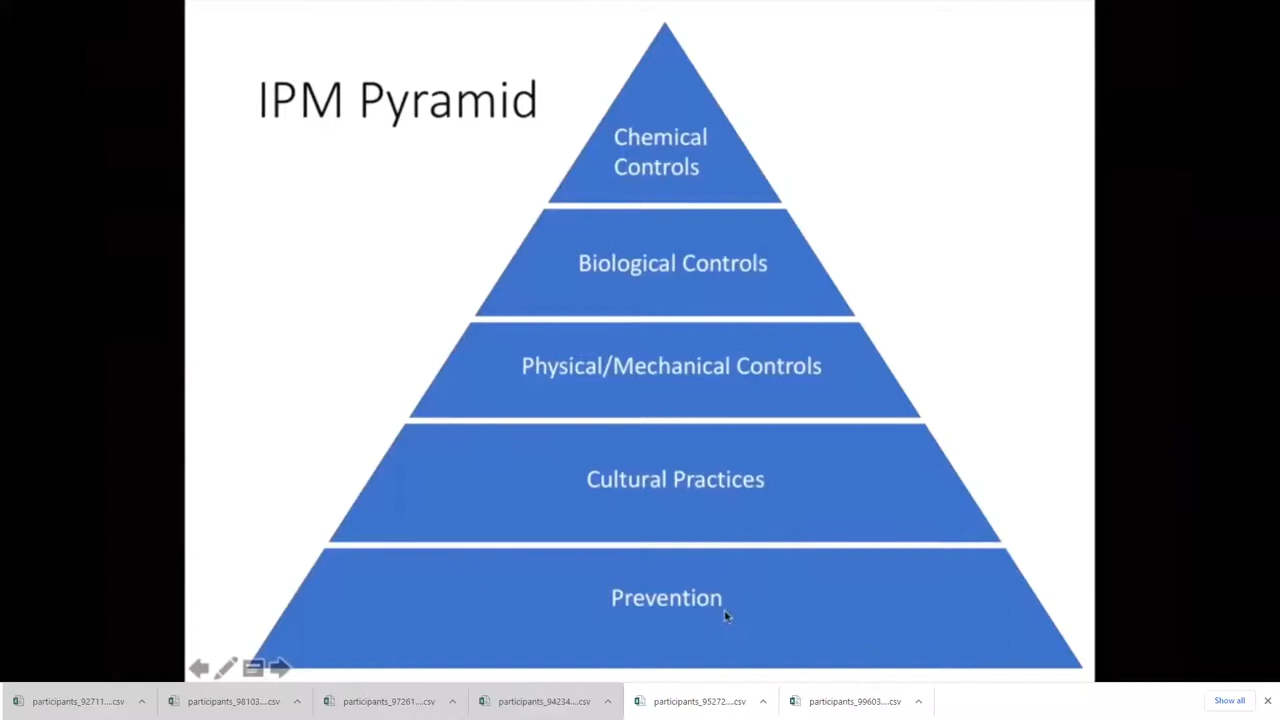 IPM Pyramid
Chemical
Controls
Biological Controls
Physical/Mechanical Controls
Cultural Practices
Prevention
participants_92711....csv
participants_98103....csv
participants_97261....csv
participants_94234....csv
participants_95272....csv
participants_99603....csv
Show all